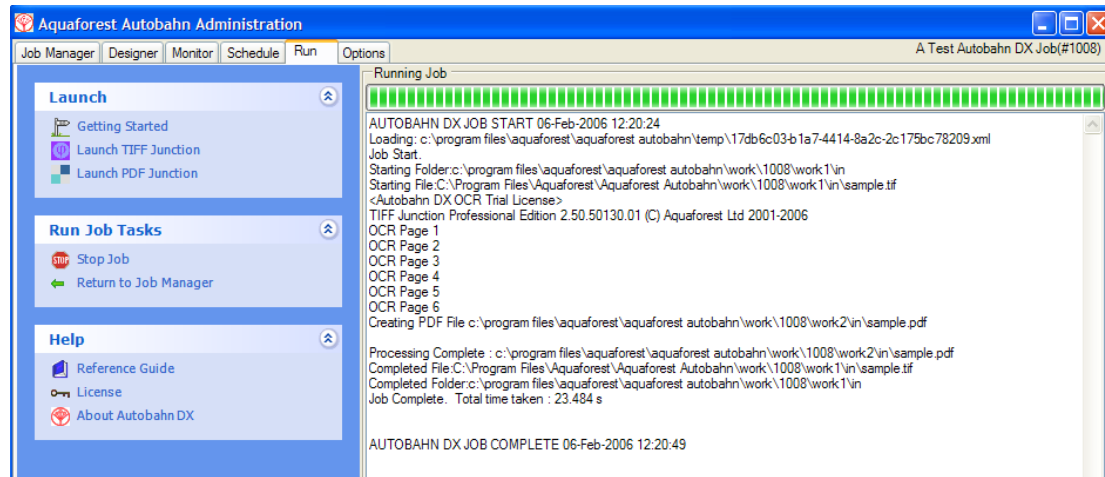 Aquaforest Autobahn Administration
Job Manager Designer Monitor Schedule Run Options
A Test Autobahn DX Job(#1008)
Launch
Getting Started
Launch TIFF Junction
Launch PDF Junction
Run Job Tasks
STOP Stop Job
Return to Job Manager
Help
Reference Guide
License
About Autobahn DX
Running Job
AUTOBAHN DX JOB START 06-Feb-2006 12:20:24
Loading: c:\program files\aquaforest\aquaforest autobahn\temp\17db6c03-b1a7-4414-8a2c-2c175bc78209.xml
Job Start.
Starting Folder:c:\program files\aquaforest\aquaforest autobahn\work\1008\work1\in
Starting File:C:\Program Files\Aquaforest\Aquaforest Autobahn\work\1008\work1\in\sample.tif
<Autobahn DX OCR Trial License>
TIFF Junction Professional Edition 2.50.50130.01 (C) Aquaforest Ltd 2001-2006
OCR Page 1
OCR Page 2
OCR Page 3
OCR Page 4
OCR Page 5
OCR Page 6
Creating PDF File c:\program files\aquaforest\aquaforest autobahn\work\1008\work2\in\sample.pdf
Processing Complete : c:\program files\aquaforest\aquaforest autobahn\work\1008\work2\in\sample.pdf
Completed File:C:\Program Files\Aquaforest\Aquaforest Autobahn\work\1008\work1\in\sample.tif
Completed Folder:c:\program files\aquaforest\aquaforest autobahn\work\1008\work1\in
Job Complete. Total time taken : 23.484 s
AUTOBAHN DX JOB COMPLETE 06-Feb-2006 12:20:49